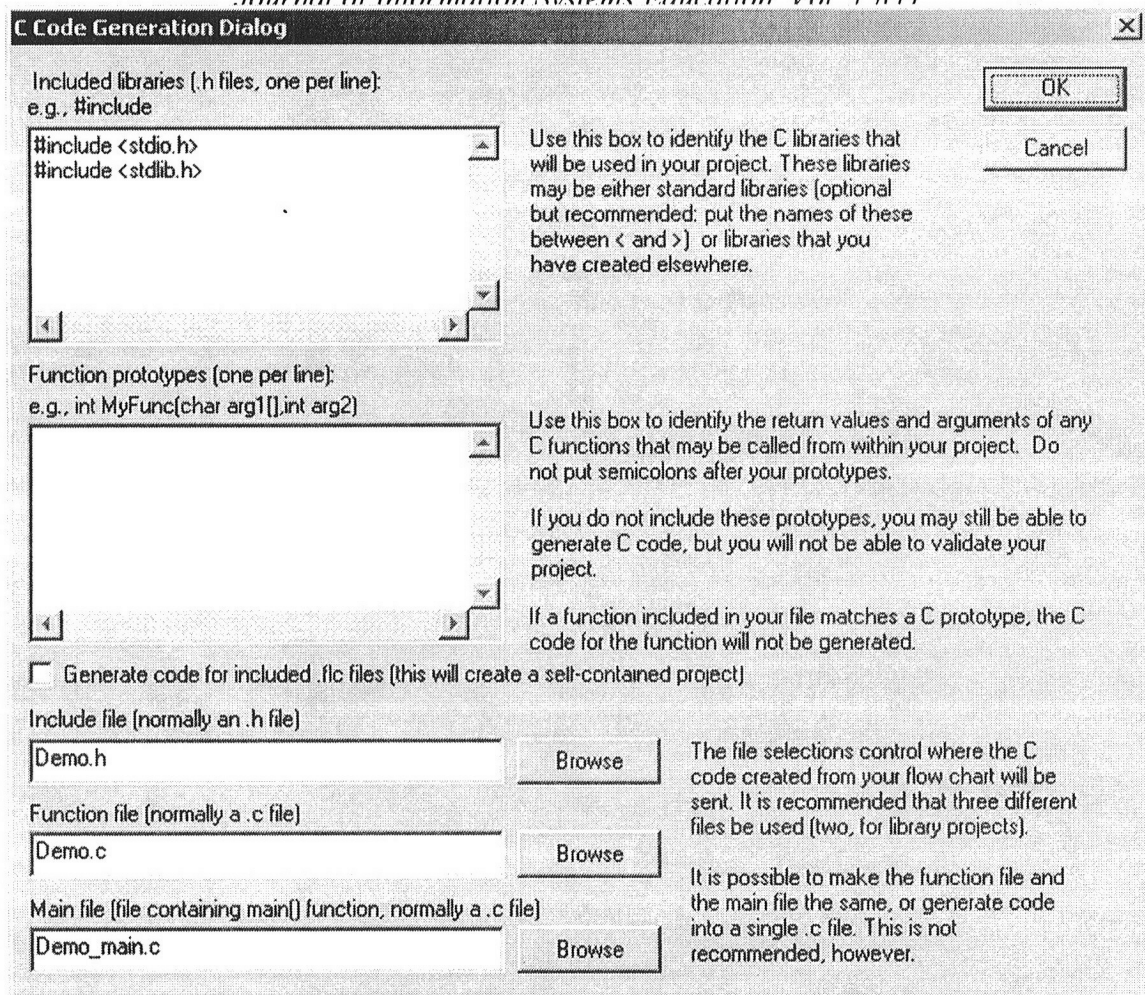 Journal of Information Systems Education, Vol.
C Code Generation Dialog
Included libraries (.h files, one per line):
e.g., #include
OK
#include <stdio.h>
#include <stdlib.h>
Use this box to identify the C libraries that
will be used in your project. These libraries
may be either standard libraries (optional
but recommended: put the names of these
between < and >) or libraries that you
have created elsewhere.
Cancel
Function prototypes (one per line):
e.g., int MyFunc(char arg1[],int arg2)
Use this box to identify the return values and arguments of any
C functions that may be called from within your project. Do
not put semicolons after your prototypes.
If you do not include these prototypes, you may still be able to
generate C code, but you will not be able to validate your
project.
If a function included in your file matches a C prototype, the C
code for the function will not be generated.
Generate code for included .flc files (this will create a self-contained project)
Include file (normally an .h file)
Demo.h
Browse
Function file (normally a .c file)
Demo.c
Browse
Main file (file containing main() function, normally a .c file)
Demo_main.c
Browse
The file selections control where the C
code created from your flow chart will be
sent. It is recommended that three different
files be used (two, for library projects).
It is possible to make the function file and
the main file the same, or generate code
into a single .c file. This is not
recommended, however.